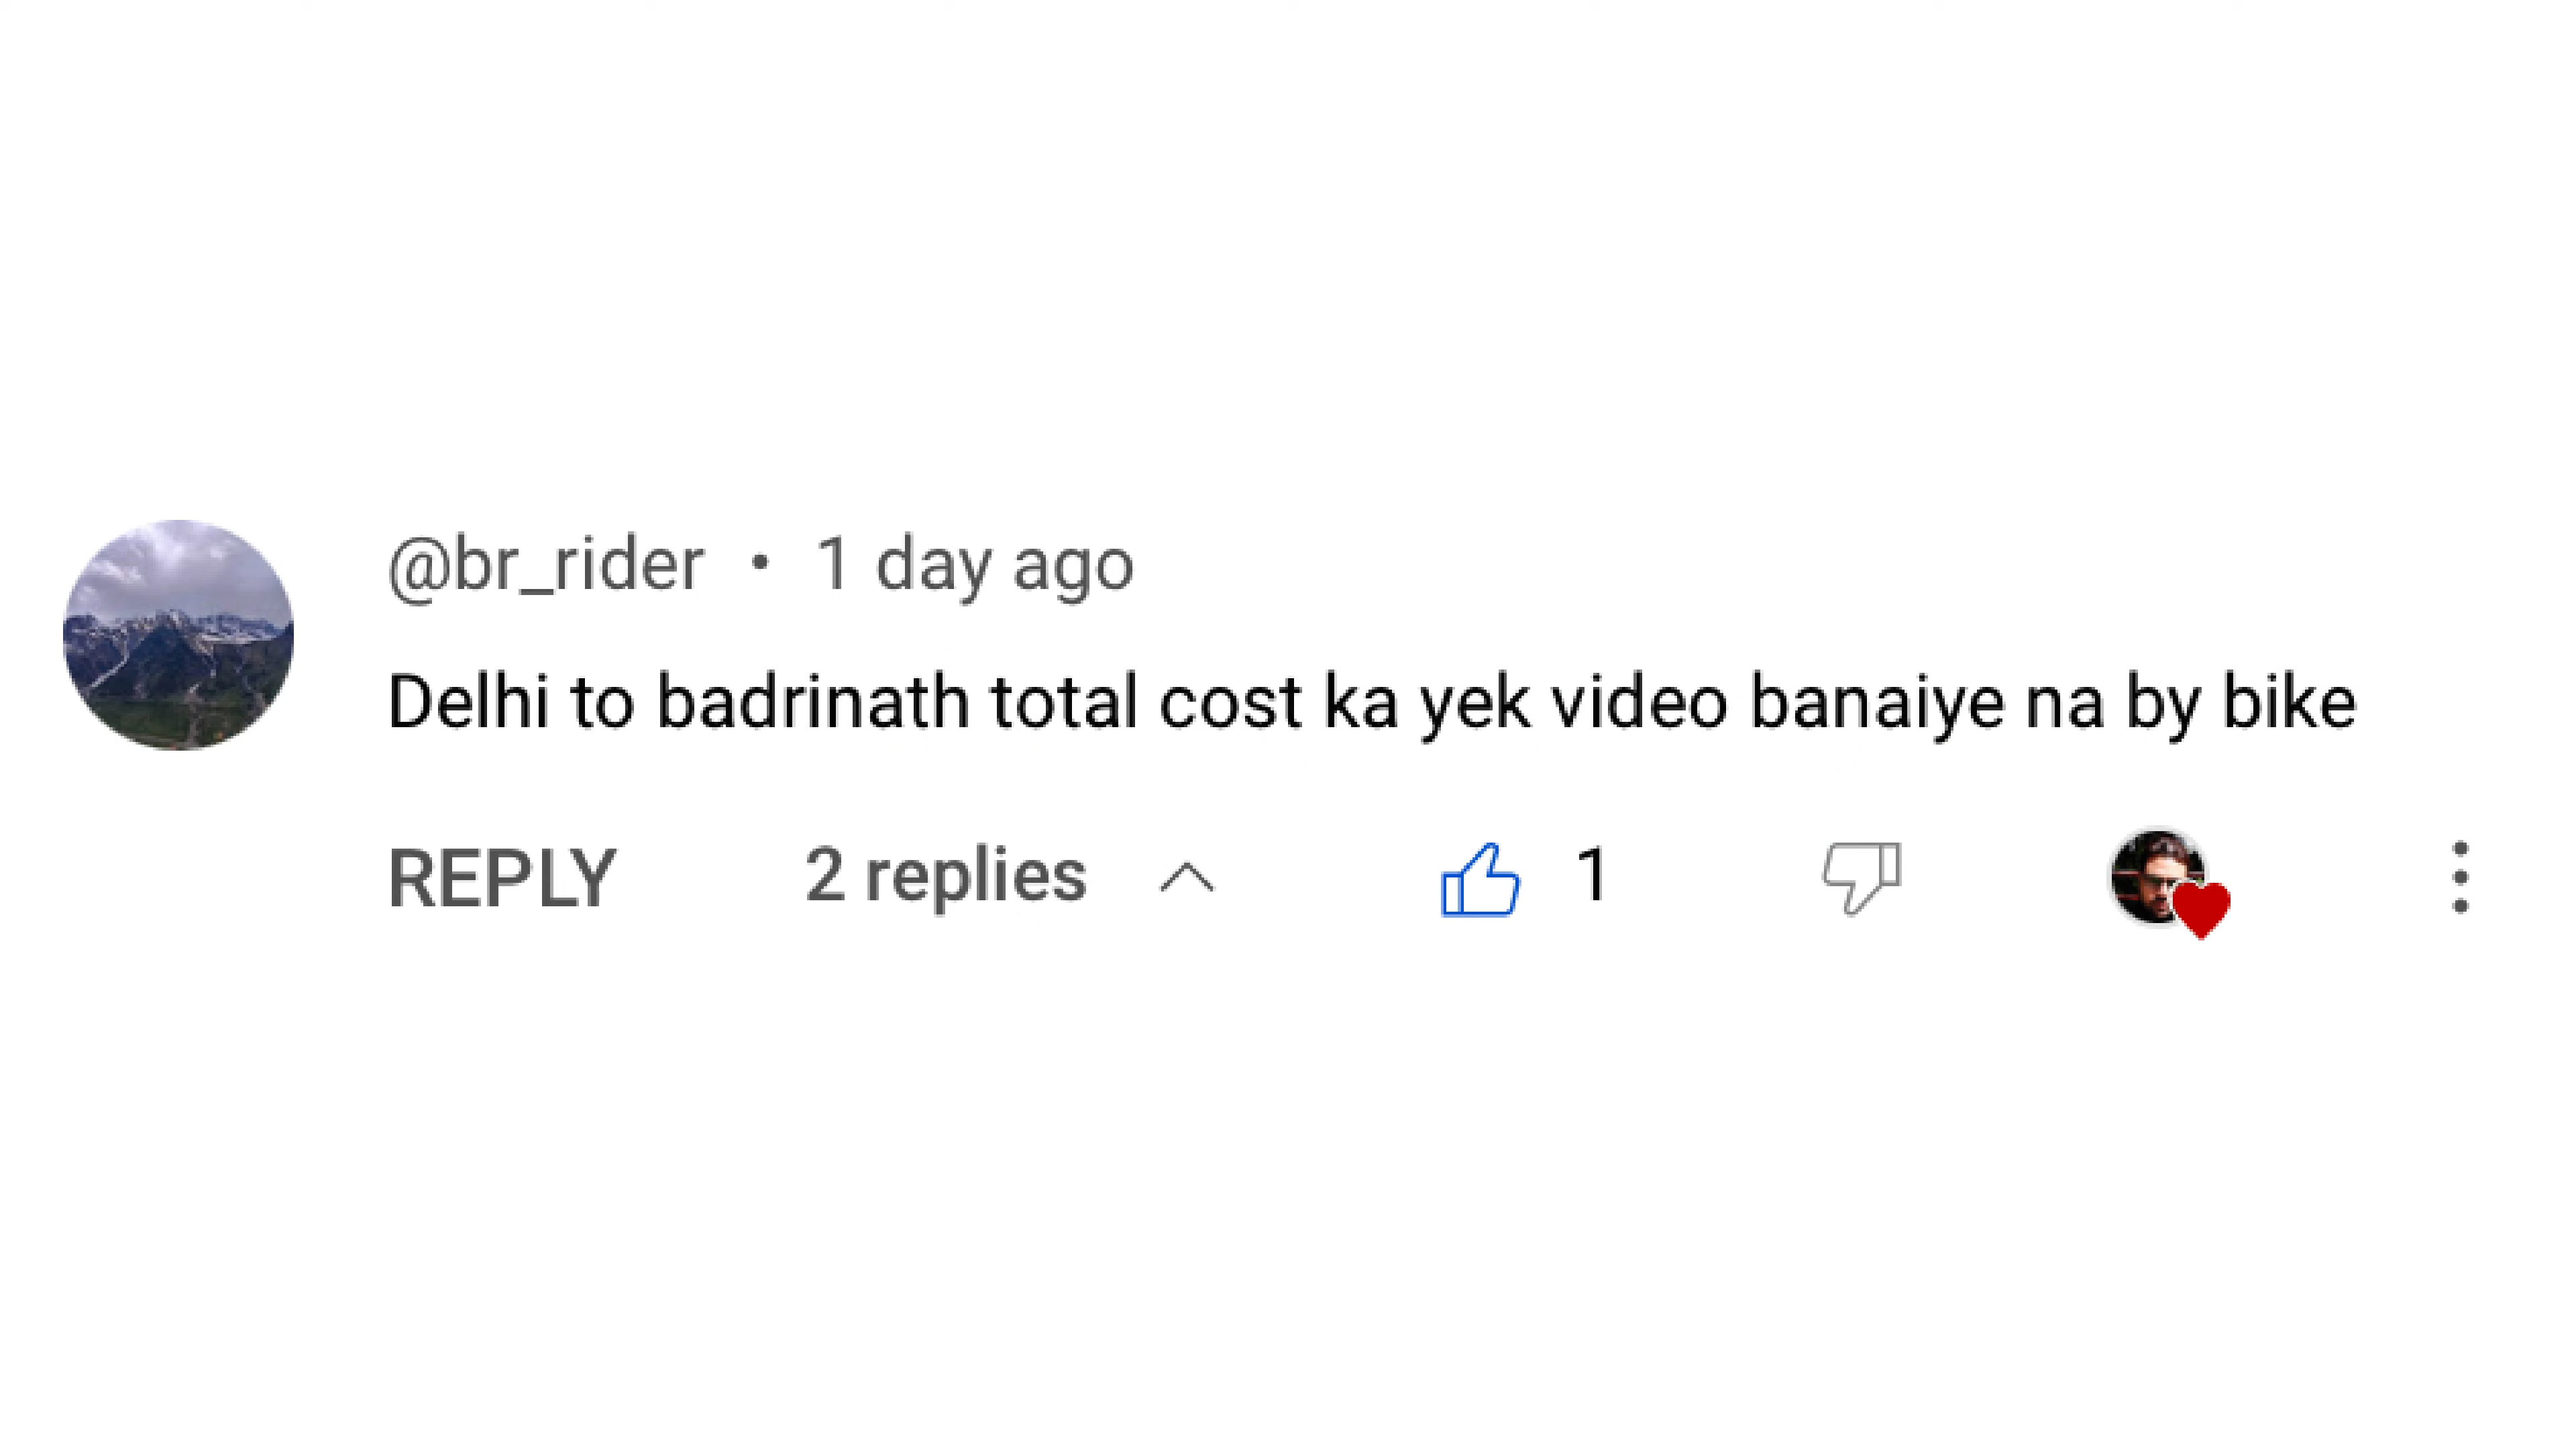 @br_rider • 1 day ago
Delhi to badrinath total cost ka yek video banaiye na by bike
REPLY 2 replies 1